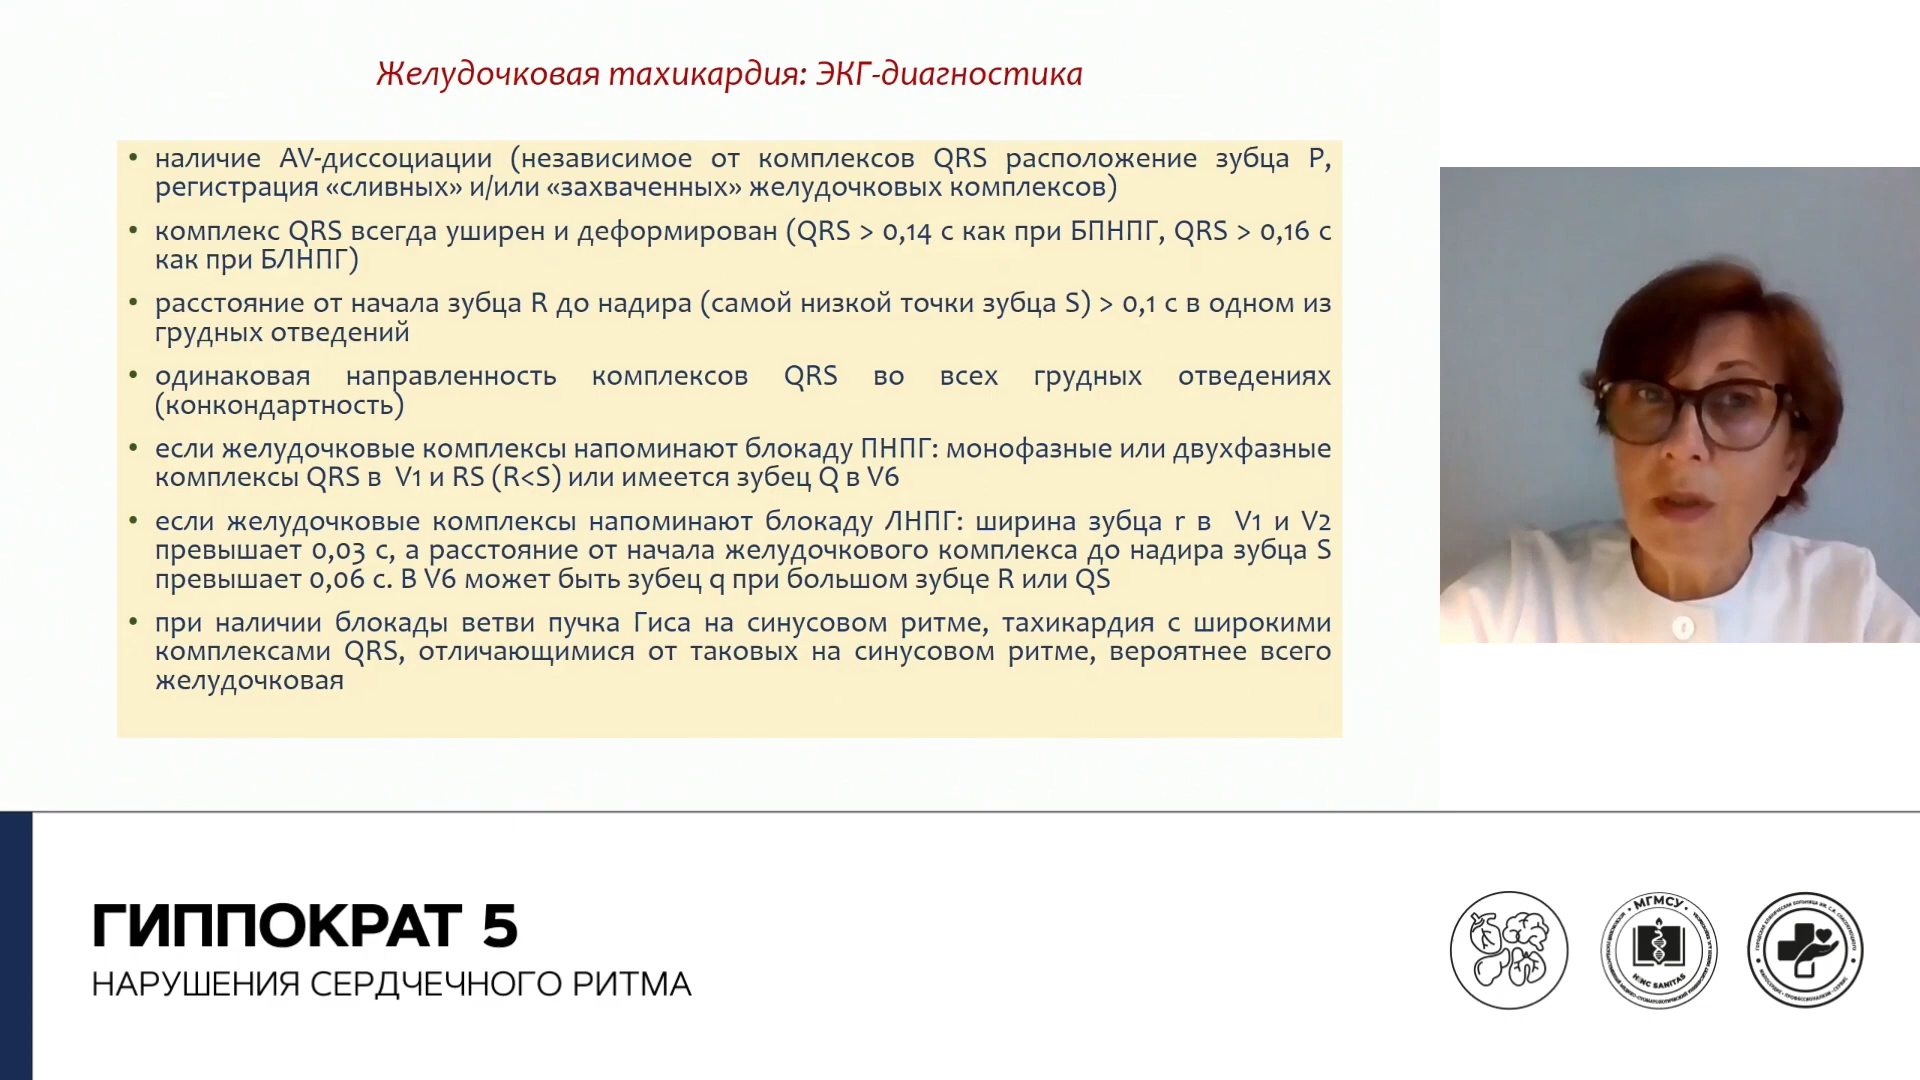 Желудочковая тахикардия: ЭКГ-диагностика
• наличие AV-диссоциации (независимое от комплексов QRS расположение зубца P,
регистрация «сливных» и/или «захваченных» желудочковых комплексов)
• комплекс QRS всегда уширен и деформирован (QRS > 0,14 с как при БПНПГ, QRS > 0,16 с
как при БЛНПГ)
• расстояние от начала зубца R до надира (самой низкой точки зубца S) > 0,1 с в одном из
грудных отведений
• одинаковая направленность комплексов QRS во всех грудных отведениях
(конкондартность)
• если желудочковые комплексы напоминают блокаду ПНПГ: монофазные или двухфазные
комплексы QRS в V1 и RS (R<S) или имеется зубец Q в V6
• если желудочковые комплексы напоминают блокаду ЛНПГ: ширина зубца r в V1 и V2
превышает 0,03 с, а расстояние от начала желудочкового комплекса до надира зубца S
превышает 0,06 с. В V6 может быть зубец q при большом зубце R или QS
• при наличии блокады ветви пучка Гиса на синусовом ритме, тахикардия с широкими
комплексами QRS, отличающимися от таковых на синусовом ритме, вероятнее всего
желудочковая
ГИППОКРАТ 5
НАРУШЕНИЯ СЕРДЧЕЧНОГО РИТМА
МГМСУ
SANITAS